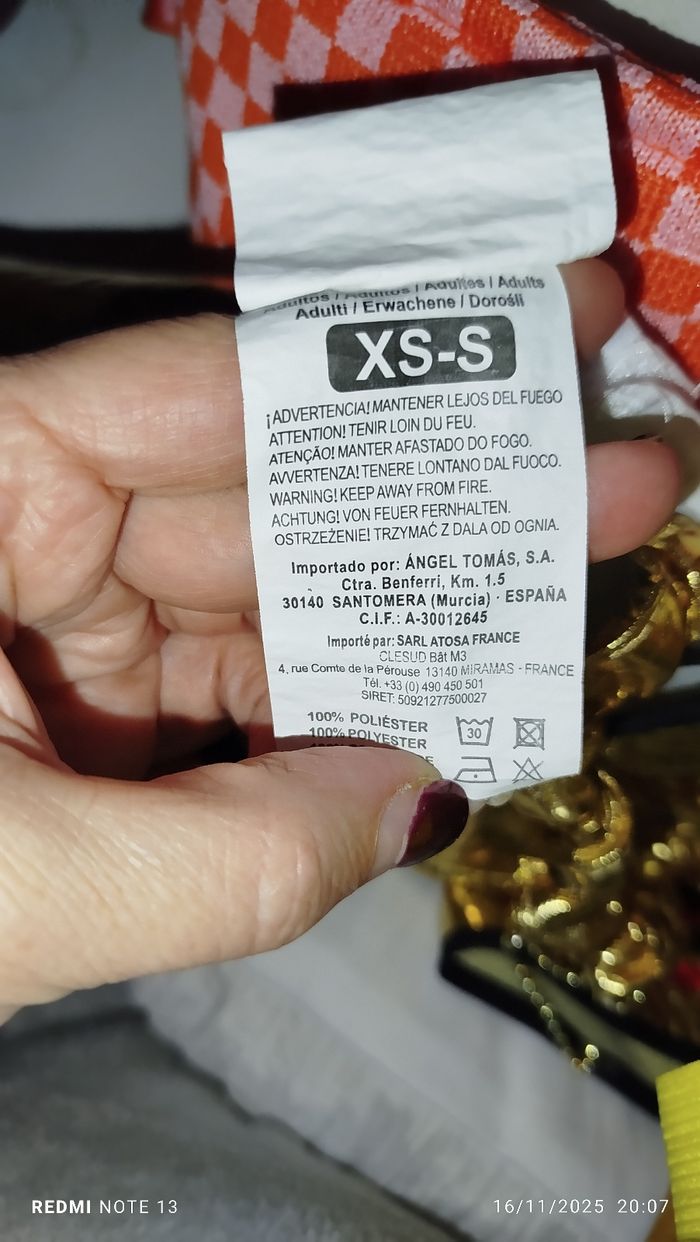 Adultos / Adultos / Adultes / Adults
Adulti / Erwachene / Dorośli
XS-S
¡ADVERTENCIA! MANTENER LEJOS DEL FUEGO
ATTENTION! TENIR LOIN DU FEU.
ATENÇÃO! MANTER AFASTADO DO FOGO.
AVVERTENZA! TENERE LONTANO DAL FUOCO.
WARNING! KEEP AWAY FROM FIRE.
ACHTUNG! VON FEUER FERNHALTEN.
OSTRZEŻENIE! TRZYMAĆ Z DALA OD OGNIA.
Importado por: ÁNGEL TOMÁS, S.A.
Ctra. Benferri, Km. 1.5
30140 SANTOMERA (Murcia) · ESPAÑA
C.I.F.: A-30012645
Importé par: SARL ATOSA FRANCE
CLESUD Bât M3
4, rue Comte de la Pérouse 13140 MIRAMAS - FRANCE
Tél. +33 (0) 490 450 501
SIRET: 50921277500027
100% POLIÉSTER
100% POLYESTER
30
REDMI NOTE 13
16/11/2025 20:07